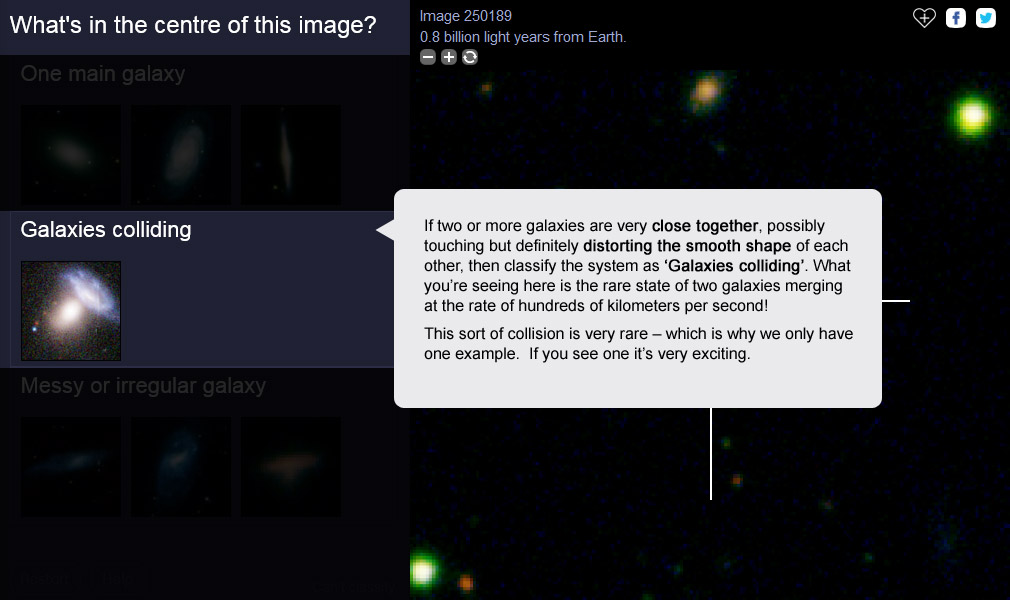 What's in the centre of this image?
Image 250189
0.8 billion light years from Earth.
One main galaxy
Galaxies colliding
If two or more galaxies are very close together, possibly
touching but definitely distorting the smooth shape of each
other, then classify the system as ‘Galaxies colliding’. What
you’re seeing here is the rare state of two galaxies merging
at the rate of hundreds of kilometers per second!
This sort of collision is very rare – which is why we only have
one example.  If you see one it’s very exciting.
Messy or irregular galaxy